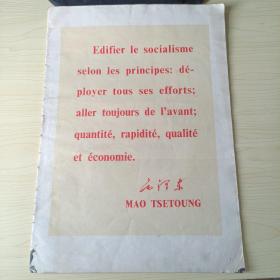 Edifier le socialisme
selon les principes: dé-
ployer tous ses efforts;
aller toujours de l'avant;
quantité, rapidité, qualité
et économie.
毛泽东
MAO TSETOUNG